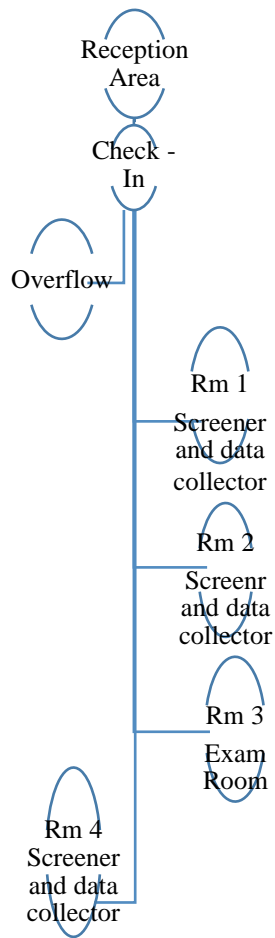 Reception
Area
Check -
In
Overflow
Rm 1
Screener
and data
collector
Rm 2
Screenr
and data
collector
Rm 3
Exam
Room
Rm 4
Screener
and data
collector